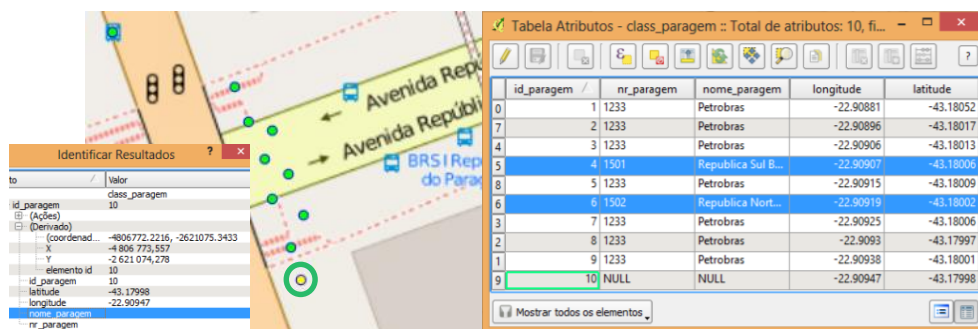 Avenida Repú
Avenida Repúbli
BRS I Rep
do Para
Identificar Resultados ? ×
to Valor
class_paragem
id_paragem 10
(Ações)
(Derivado)
(coordenad... -4806772.2216, -2621075.3433
X -4 806 773,557
Y -2 621 074,278
elemento id 10
id_paragem 10
latitude -43.17998
longitude -22.90947
nome_paragem
nr_paragem
Tabela Atributos - class_paragem :: Total de atributos: 10, fi...
id_paragem nr_paragem nome_paragem longitude latitude
0 1 1233 Petrobras -22.90881 -43.18052
7 2 1233 Petrobras -22.90896 -43.18017
4 3 1233 Petrobras -22.90906 -43.18013
5 4 1501 Republica Sul B... -22.90907 -43.18006
8 5 1233 Petrobras -22.90915 -43.18009
6 6 1502 Republica Nort... -22.90919 -43.18002
3 7 1233 Petrobras -22.90925 -43.18006
2 8 1233 Petrobras -22.9093 -43.17997
1 9 1233 Petrobras -22.90938 -43.18001
9 10 NULL NULL -22.90947 -43.17998
Mostrar todos os elementos